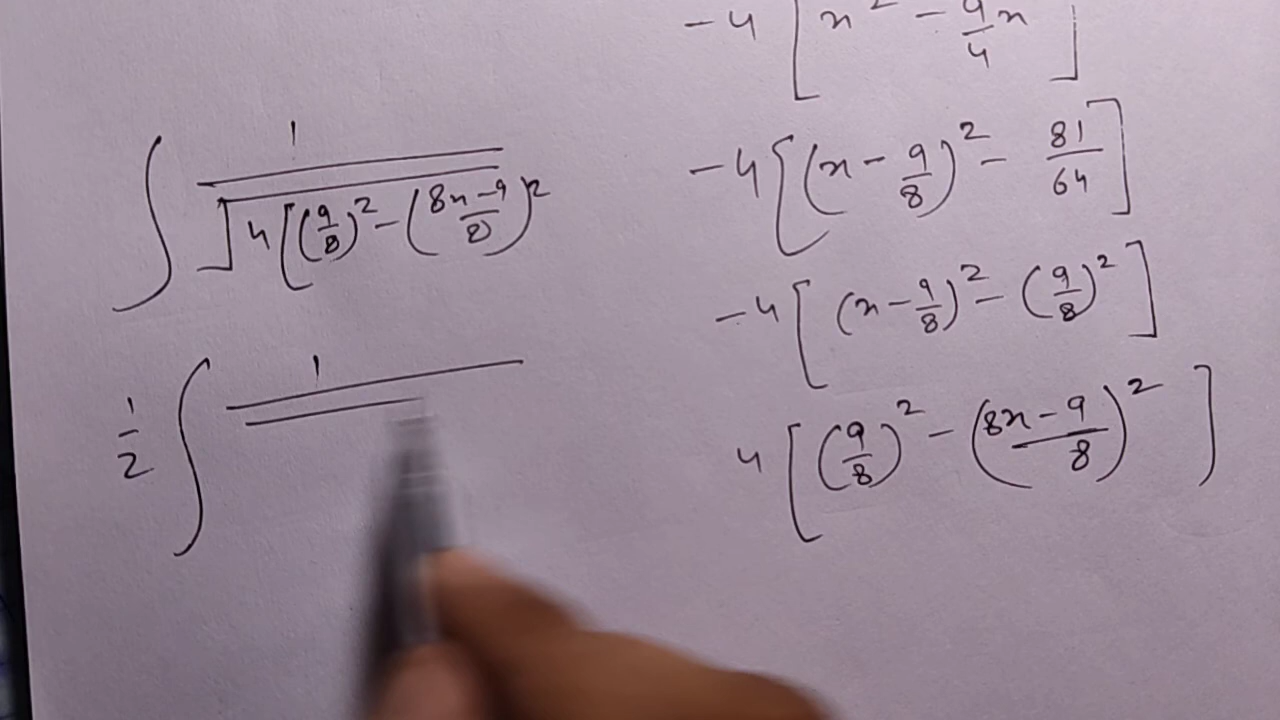 -4 [x² - 9/4 x]
-4 [(x - 9/8)² - 81/64]
-4 [(x - 9/8)² - (9/8)²]
4 [(9/8)² - ((8x - 9)/8)²]
∫ 1/√(4[(9/8)² - ((8x-9)/8)²
1/2 ∫ 1/√